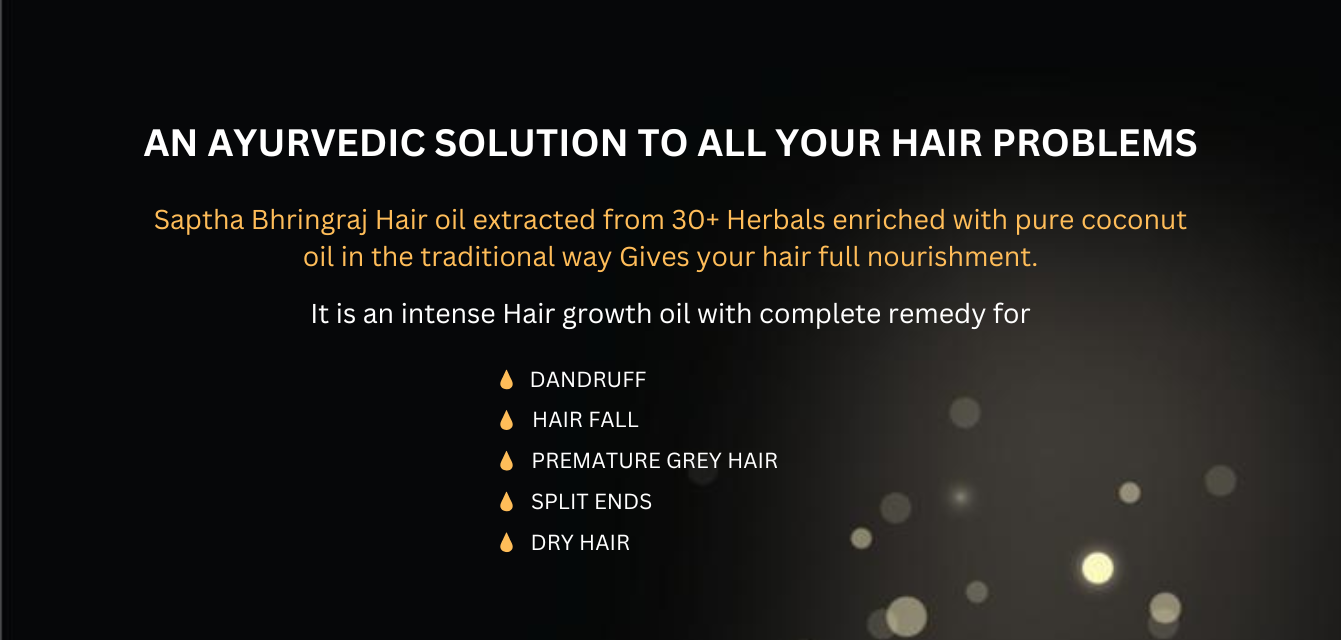 AN AYURVEDIC SOLUTION TO ALL YOUR HAIR PROBLEMS
Saptha Bhringraj Hair oil extracted from 30+ Herbals enriched with pure coconut
oil in the traditional way Gives your hair full nourishment.
It is an intense Hair growth oil with complete remedy for
DANDRUFF
HAIR FALL
PREMATURE GREY HAIR
SPLIT ENDS
DRY HAIR